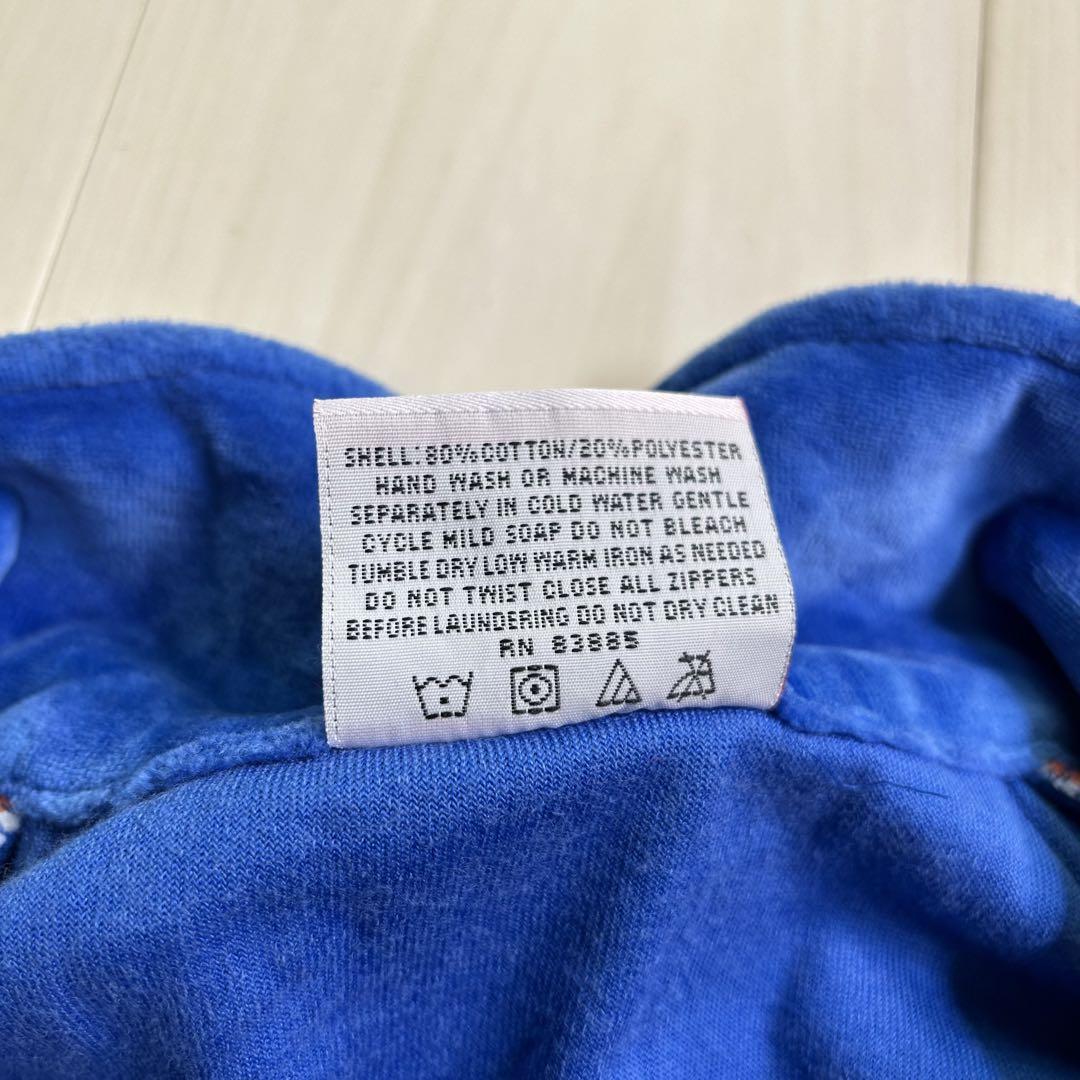 SHELL:80%COTTON/20%POLYESTER
HAND WASH OR MACHINE WASH
SEPARATELY IN COLD WATER GENTLE
CYCLE MILD SOAP DO NOT BLEACH
TUMBLE DRY LOW WARM IRON AS NEEDED
DO NOT TWIST CLOSE ALL ZIPPERS
BEFORE LAUNDERING DO NOT DRY CLEAN
RN 83885